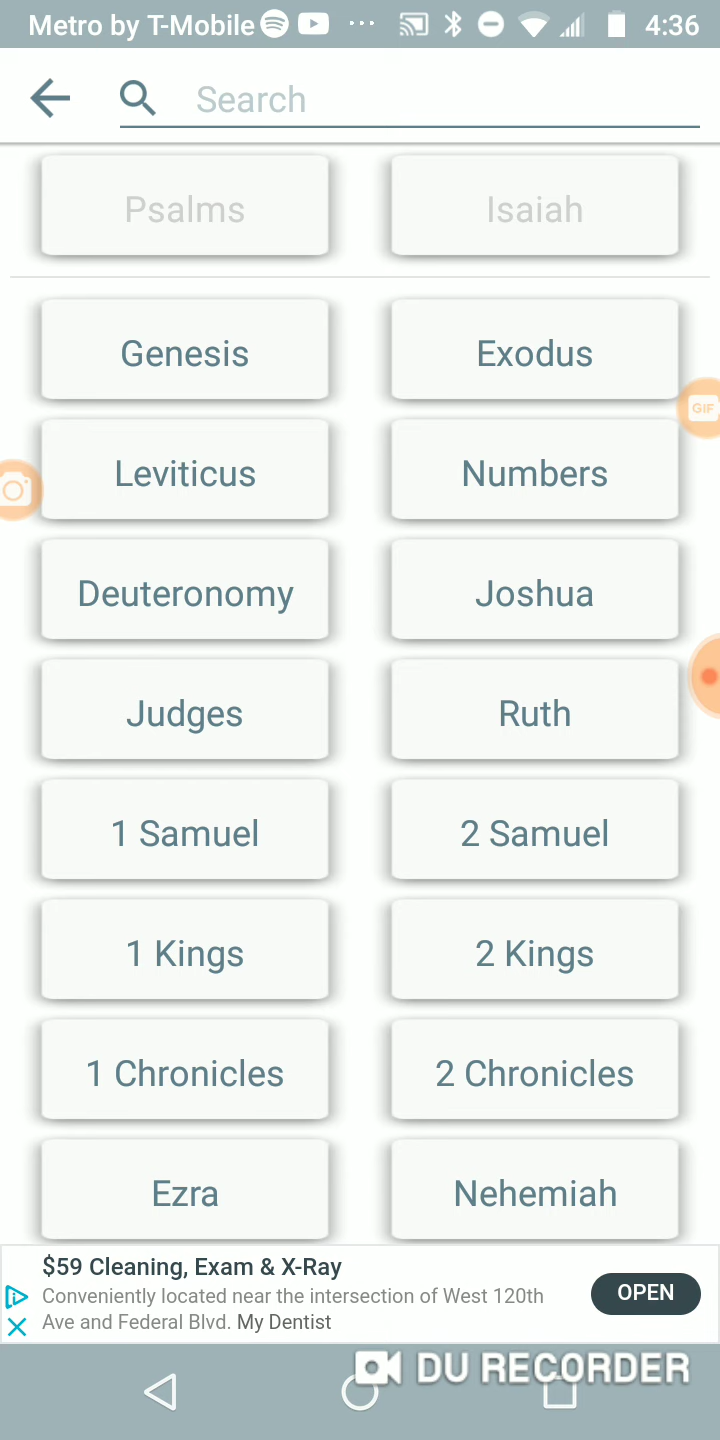 Metro by T-Mobile ... 4:36
Search
Psalms Isaiah
Genesis Exodus
GIF
Leviticus Numbers
Deuteronomy Joshua
Judges Ruth
1 Samuel 2 Samuel
1 Kings 2 Kings
1 Chronicles 2 Chronicles
Ezra Nehemiah
$59 Cleaning, Exam & X-Ray
Conveniently located near the intersection of West 120th
Ave and Federal Blvd. My Dentist
OPEN
DU RECORDER